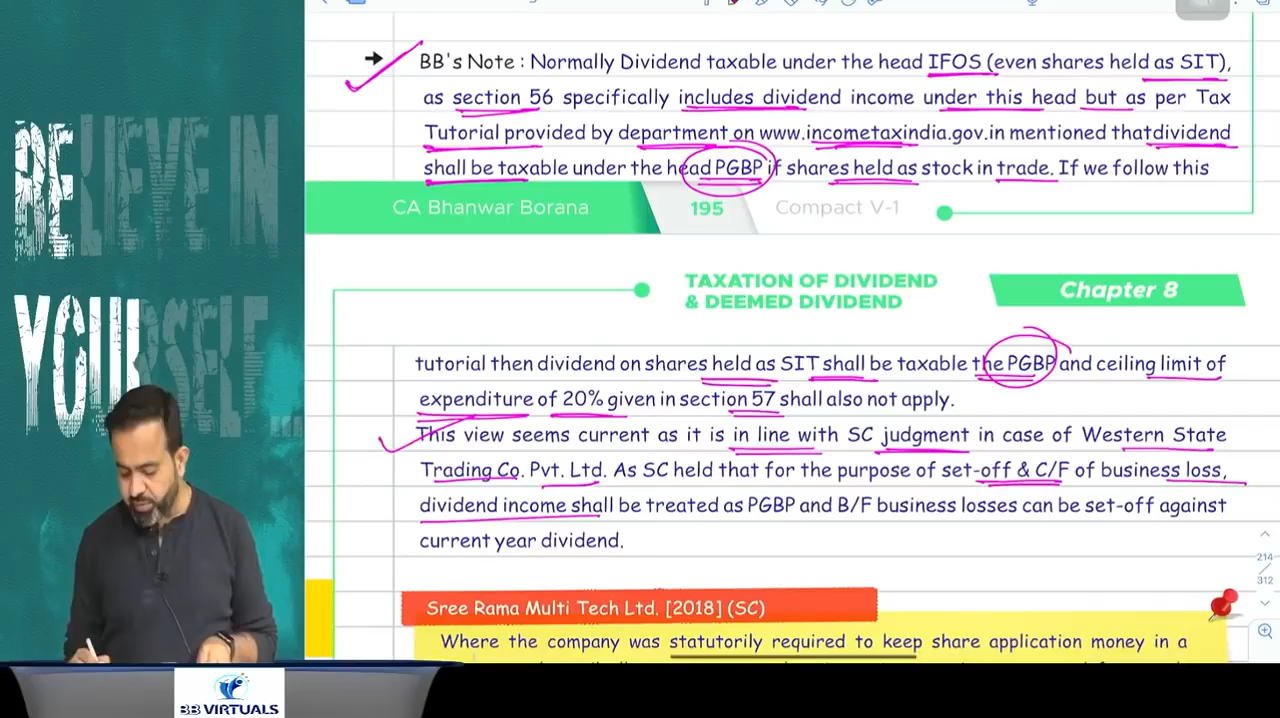 BELIEVE IN
YOURSELF...
BB's Note : Normally Dividend taxable under the head IFOS (even shares held as SIT),
as section 56 specifically includes dividend income under this head but as per Tax
Tutorial provided by department on www.incometaxindia.gov.in mentioned thatdividend
shall be taxable under the head PGBP if shares held as stock in trade. If we follow this
CA Bhanwar Borana 195 Compact V-1
TAXATION OF DIVIDEND
& DEEMED DIVIDEND
Chapter 8
tutorial then dividend on shares held as SIT shall be taxable the PGBP and ceiling limit of
expenditure of 20% given in section 57 shall also not apply.
This view seems current as it is in line with SC judgment in case of Western State
Trading Co. Pvt. Ltd. As SC held that for the purpose of set-off & C/F of business loss,
dividend income shall be treated as PGBP and B/F business losses can be set-off against
current year dividend.
214
/
312
Sree Rama Multi Tech Ltd. [2018] (SC)
Where the company was statutorily required to keep share application money in a
BB VIRTUALS